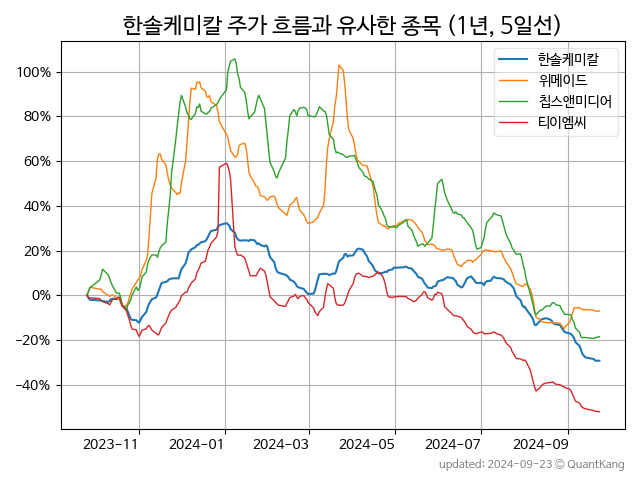 한솔케미칼 주가 흐름과 유사한 종목 (1년, 5일선)
한솔케미칼
위메이드
칩스앤미디어
티이엠씨
100%
80%
60%
40%
20%
0%
−20%
−40%
2023-11
2024-01
2024-03
2024-05
2024-07
2024-09
updated: 2024-09-23 © QuantKang